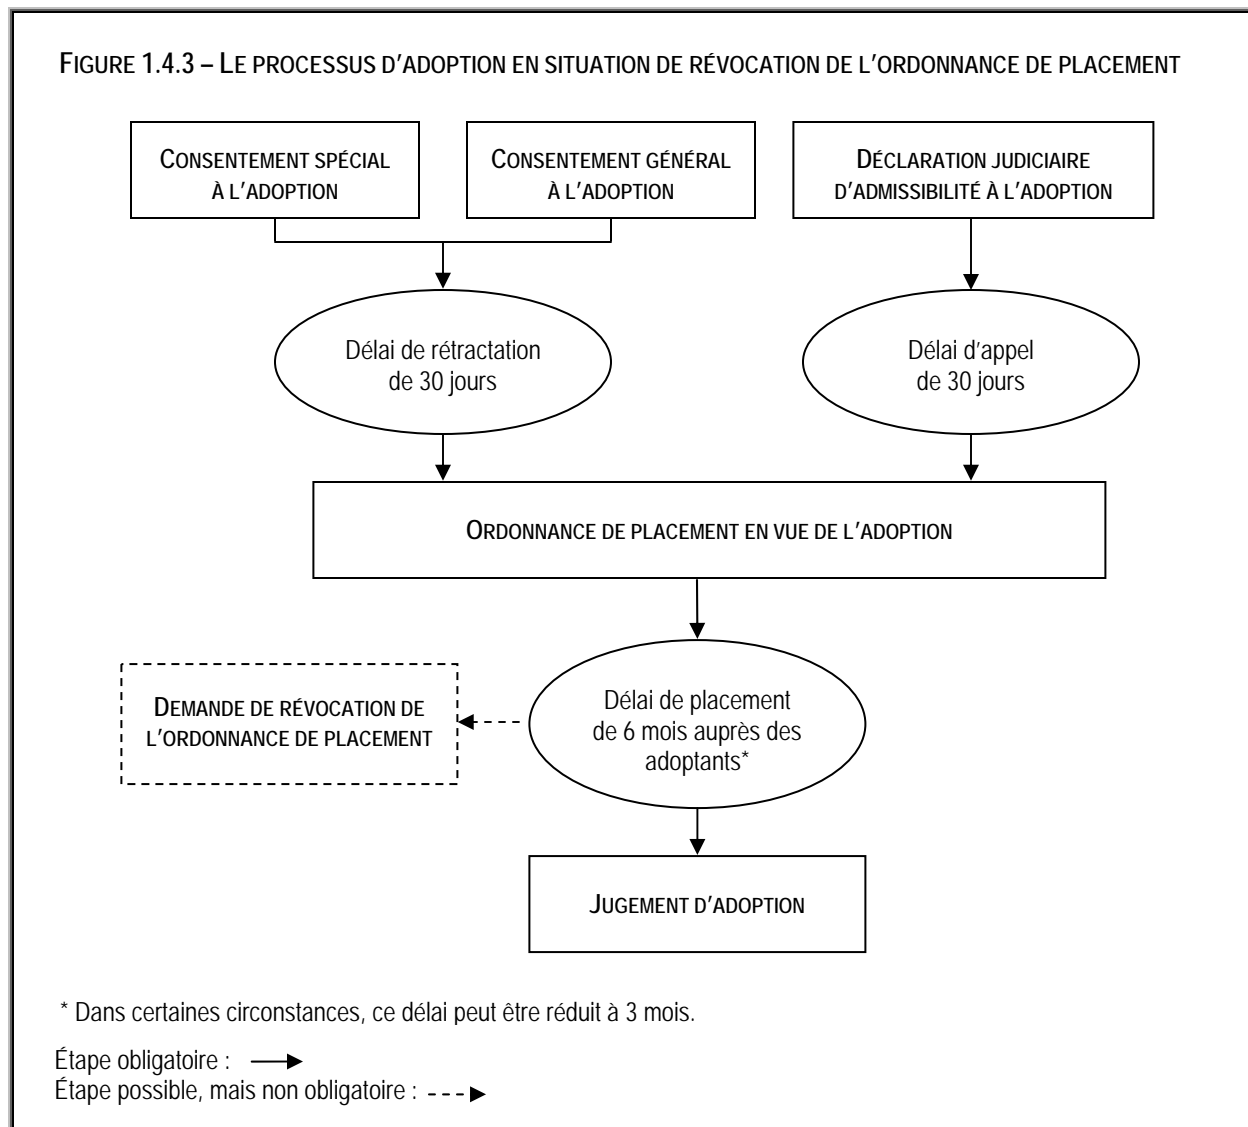 FIGURE 1.4.3 – LE PROCESSUS D'ADOPTION EN SITUATION DE RÉVOCATION DE L'ORDONNANCE DE PLACEMENT
CONSENTEMENT SPÉCIAL
À L'ADOPTION
CONSENTEMENT GÉNÉRAL
À L'ADOPTION
DÉCLARATION JUDICIAIRE
D'ADMISSIBILITÉ À L'ADOPTION
Délai de rétractation
de 30 jours
Délai d'appel
de 30 jours
ORDONNANCE DE PLACEMENT EN VUE DE L'ADOPTION
DEMANDE DE RÉVOCATION DE
L'ORDONNANCE DE PLACEMENT
Délai de placement
de 6 mois auprès des
adoptants*
JUGEMENT D'ADOPTION
* Dans certaines circonstances, ce délai peut être réduit à 3 mois.
Étape obligatoire :
Étape possible, mais non obligatoire :